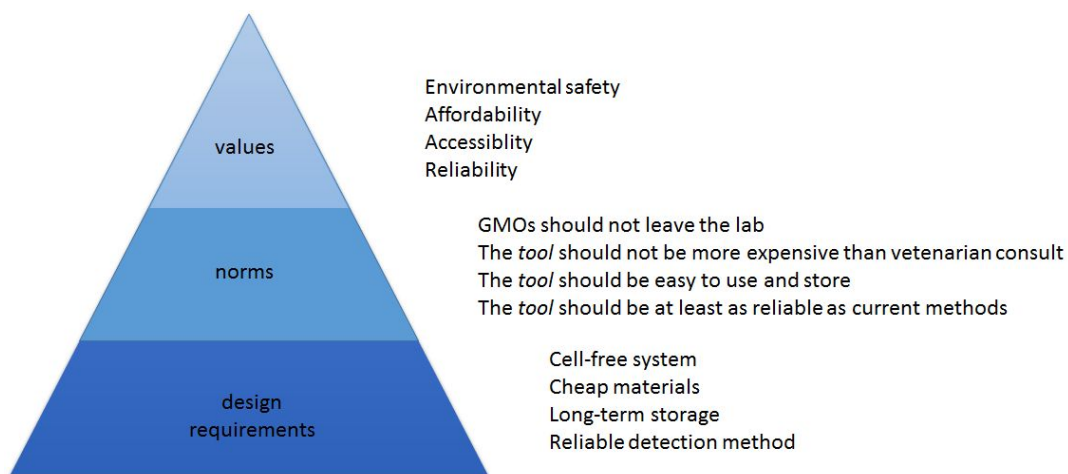 Environmental safety
Affordability
Accessiblity
Reliability
values
GMOs should not leave the lab
The tool should not be more expensive than vetenarian consult
The tool should be easy to use and store
The tool should be at least as reliable as current methods
norms
Cell-free system
Cheap materials
Long-term storage
Reliable detection method
design
requirements